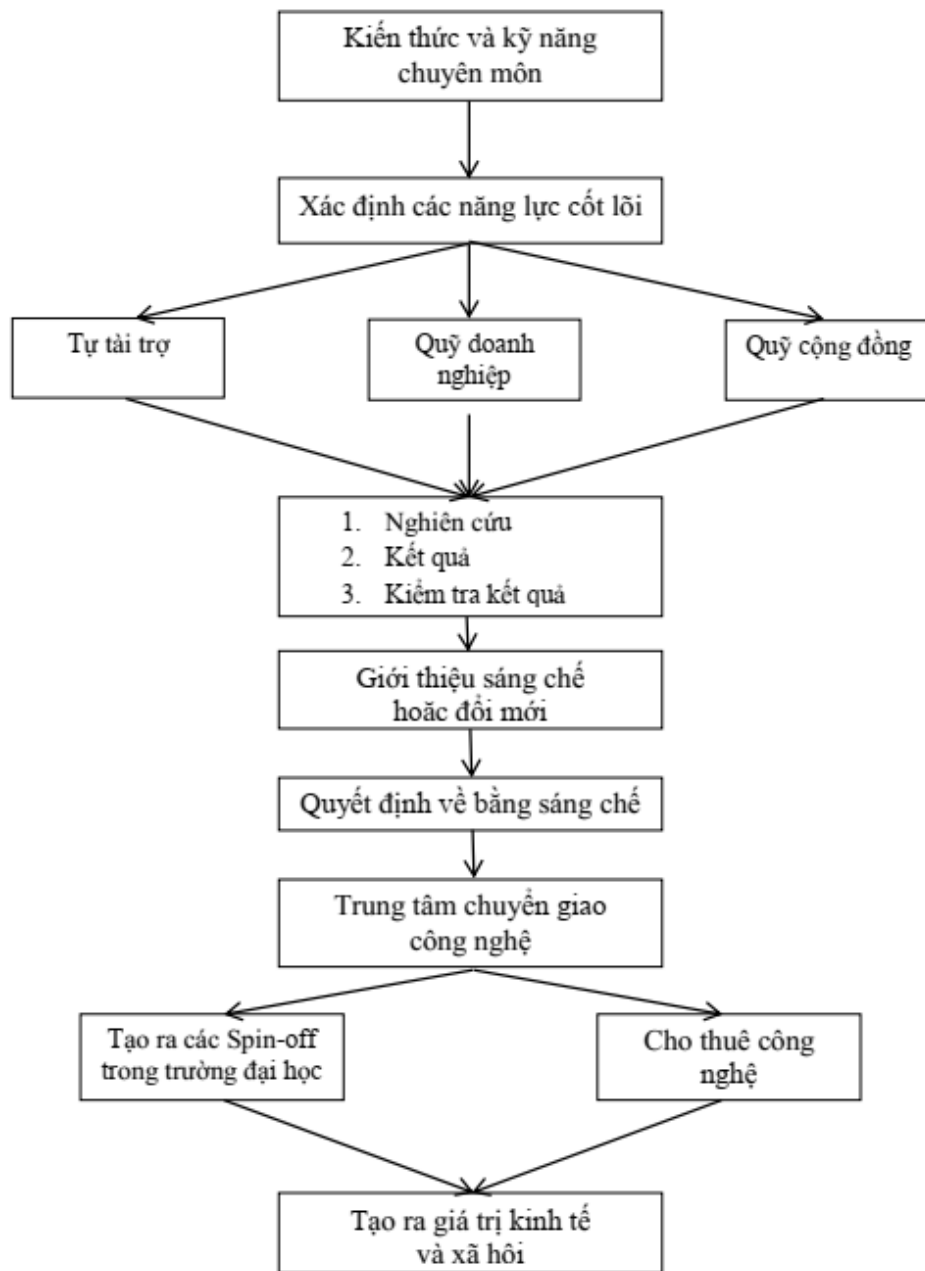 Kiến thức và kỹ năng
chuyên môn
Xác định các năng lực cốt lõi
Tự tài trợ
Quỹ doanh
nghiệp
Quỹ cộng đồng
1. Nghiên cứu
2. Kết quả
3. Kiểm tra kết quả
Giới thiệu sáng chế
hoăc đổi mới
Quyết định về bằng sáng chế
Trung tâm chuyển giao
công nghệ
Tạo ra các Spin-off
trong trường đại học
Cho thuê công
nghệ
Tạo ra giá trị kinh tế
và xã hôi